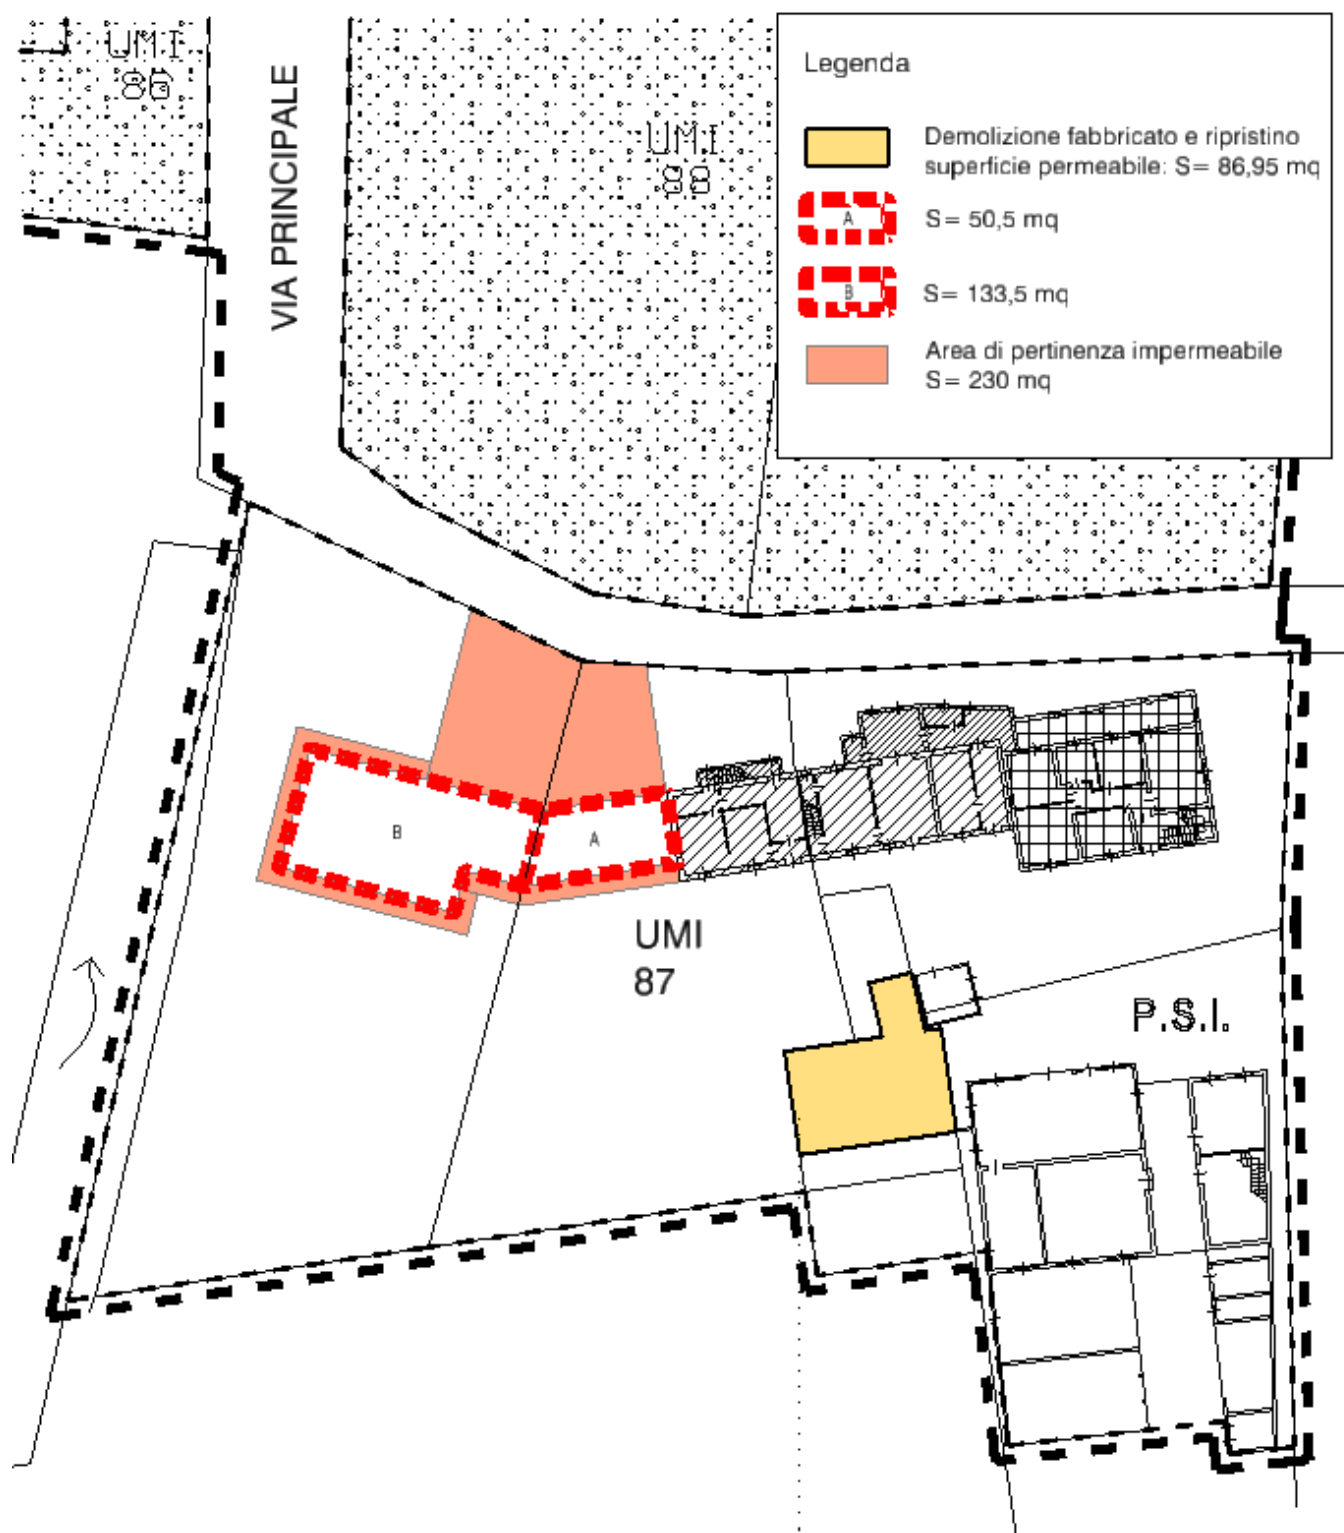 UMI
86
VIA PRINCIPALE
UMI
88
Legenda
Demolizione fabbricato e ripristino
superficie permeabile: S= 86,95 mq
A
S= 50,5 mq
B
S= 133,5 mq
Area di pertinenza impermeabile
S= 230 mq
B
A
UMI
87
P.S.I.